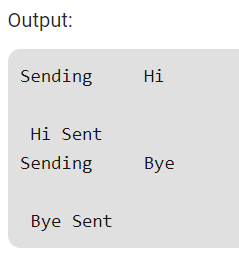 Output:
Sending     Hi

 Hi Sent
Sending     Bye

 Bye Sent